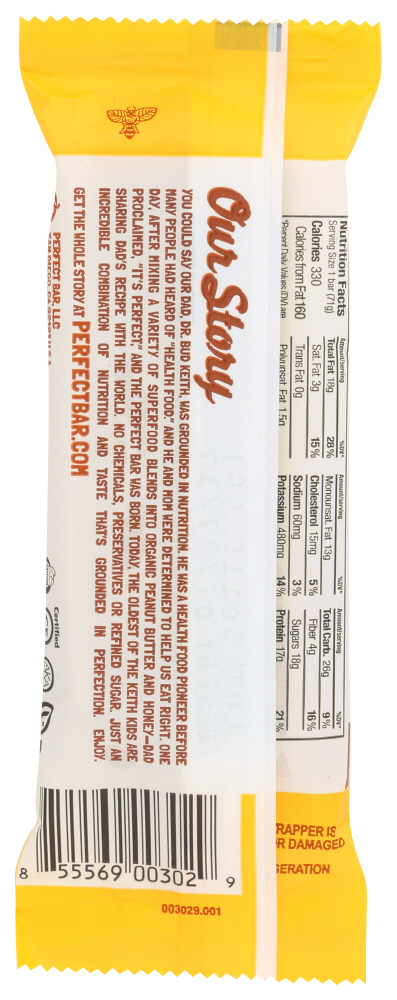 Our Story
YOU COULD SAY OUR DAD, DR. BUD KEITH, WAS GROUNDED IN NUTRITION. HE WAS A HEALTH FOOD PIONEER BEFORE
MANY PEOPLE HAD HEARD OF "HEALTH FOOD." AND HE AND MOM WERE DETERMINED TO HELP US EAT RIGHT. ONE
DAY, AFTER MIXING A VARIETY OF SUPERFOOD BLENDS INTO ORGANIC PEANUT BUTTER AND HONEY—DAD
PROCLAIMED, "IT'S PERFECT" AND THE PERFECT BAR WAS BORN. TODAY, THE OLDEST OF THE KEITH KIDS ARE
SHARING DAD'S RECIPE WITH THE WORLD. NO CHEMICALS, PRESERVATIVES OR REFINED SUGAR. JUST AN
INCREDIBLE COMBINATION OF NUTRITION AND TASTE THAT'S GROUNDED IN PERFECTION. ENJOY.
GET THE WHOLE STORY AT PERFECTBAR.COM
PERFECT BAR, LLC
Certified
Nutrition Facts
Serving Size 1 bar (71g)
Calories 330
Calories from Fat 160
*Percent Daily Values (DV) are
Amount/serving %DV*
Total Fat 18g 28%
Sat. Fat 3g 15%
Trans Fat 0g
Polyunsat. Fat 1.5g
Amount/serving %DV*
Monounsat. Fat 13g
Cholesterol 15mg 5%
Sodium 60mg 3%
Potassium 480mg 14%
Amount/serving %DV*
Total Carb. 26g 9%
Fiber 4g 16%
Sugars 18g
Protein 17g 21%
RAPPER IS
R DAMAGED
GERATION
8 55569 00302 9
003029.001